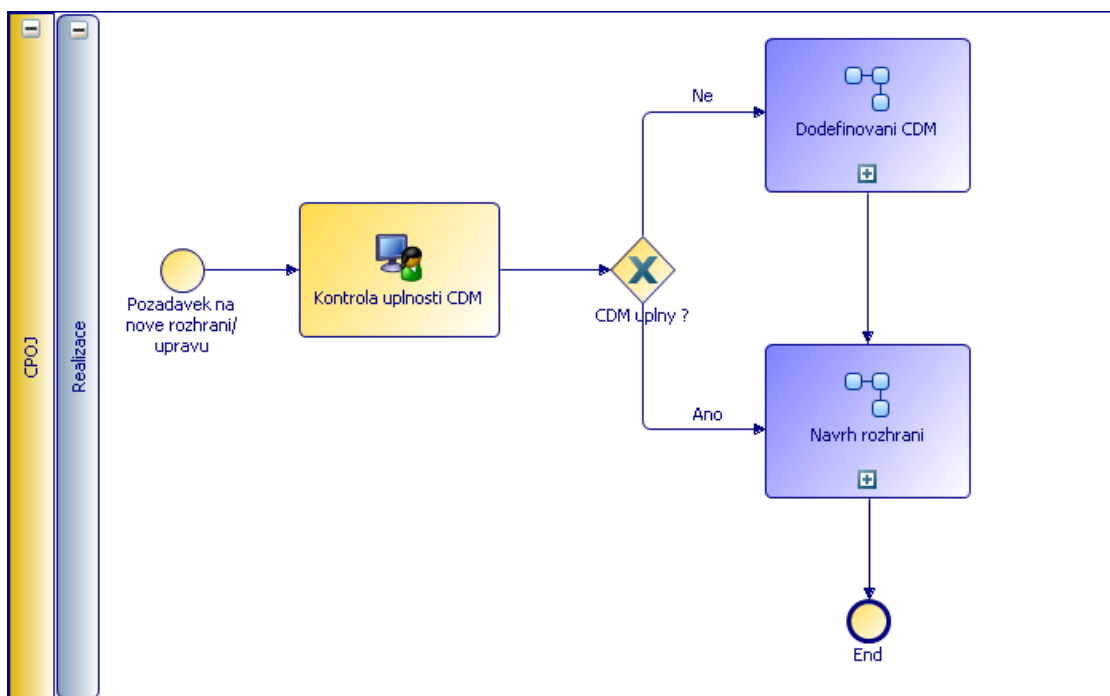 CPOJ
Realizace
Pozadavek na
nove rozhrani/
upravu
Kontrola uplnosti CDM
CDM uplny ?
Ne
Ano
Dodefinovani CDM
Navrh rozhrani
End